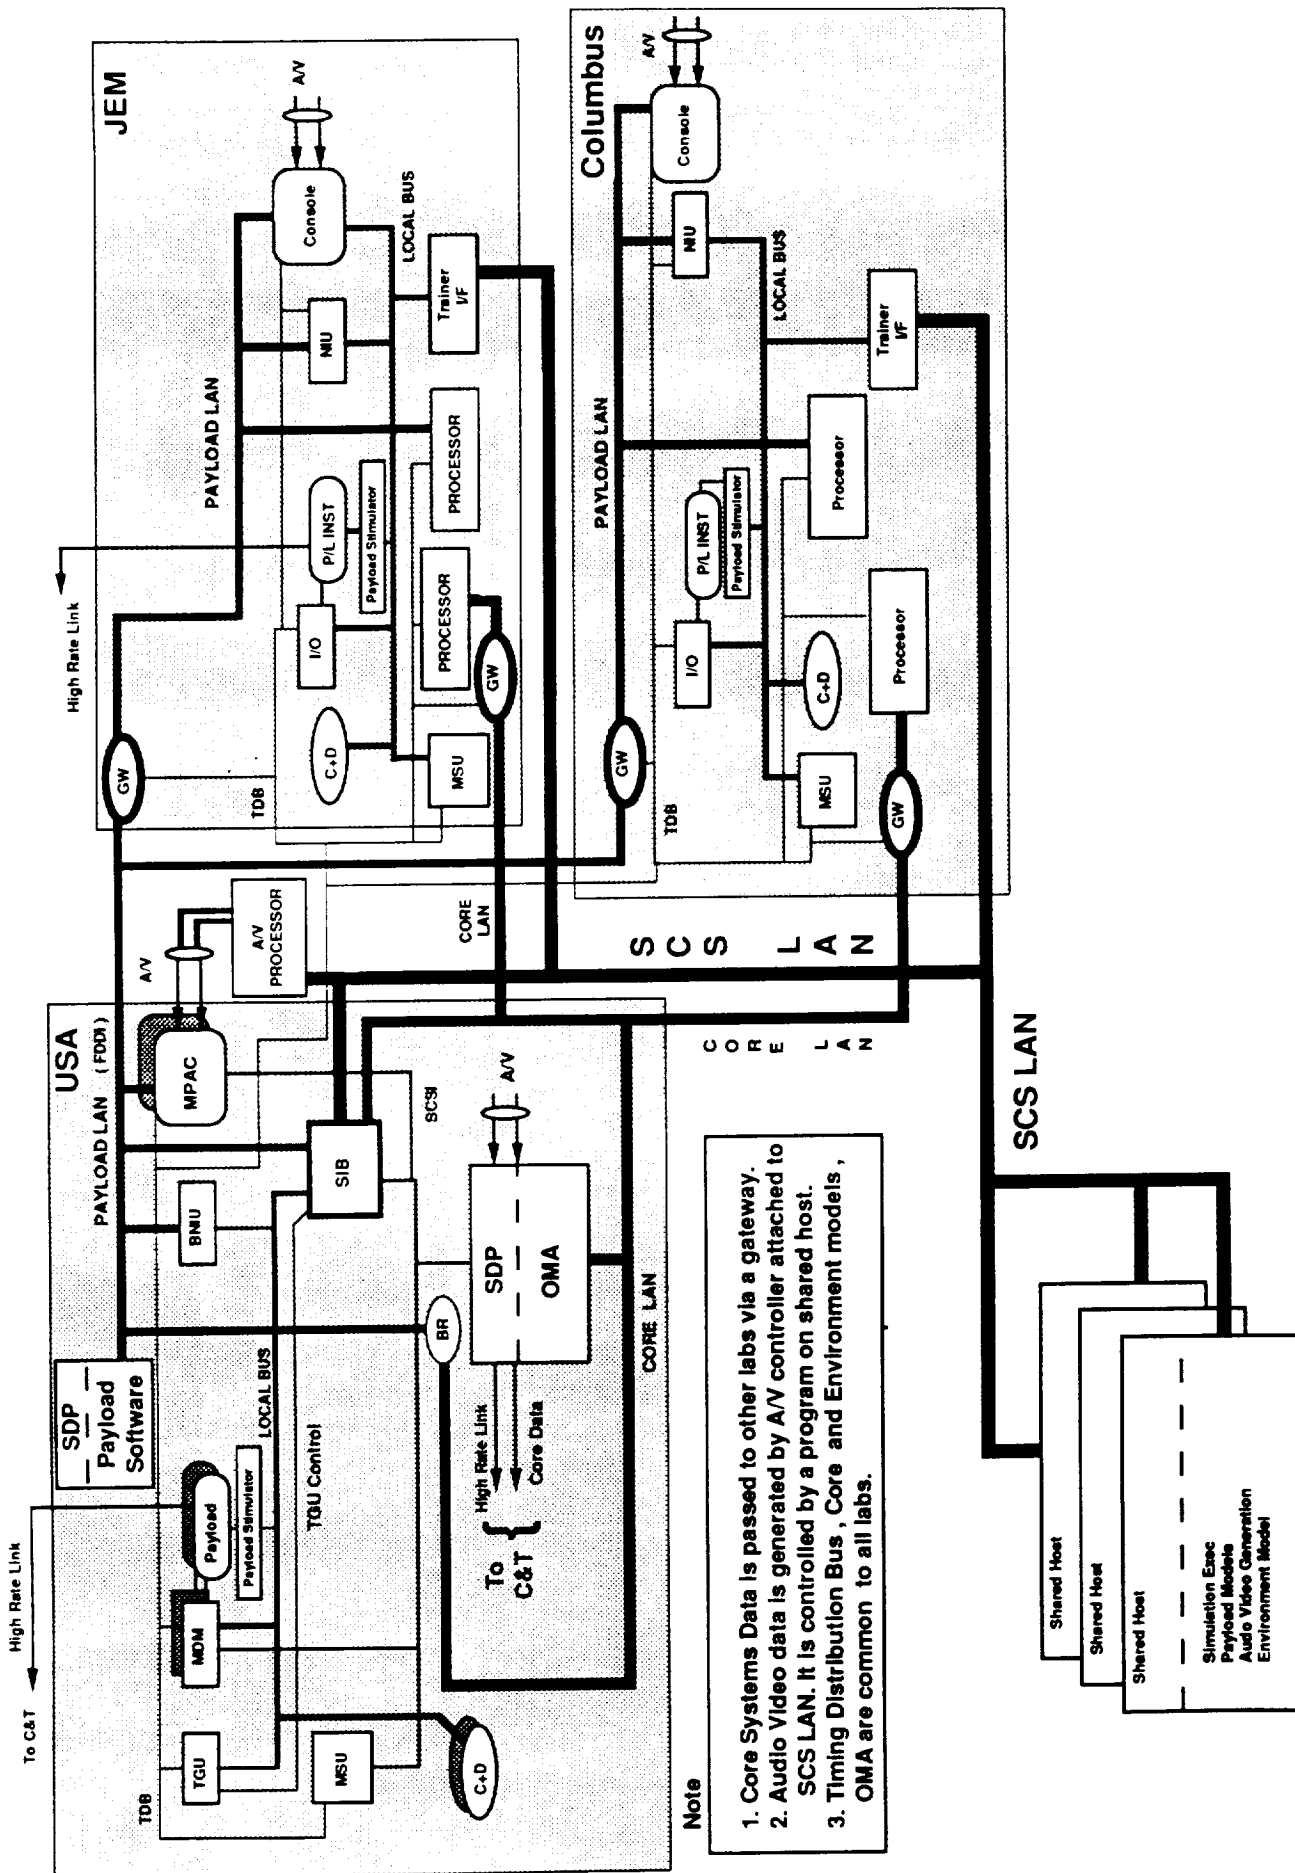 To C&T
High Rate Link
USA
PAYLOAD LAN
( FDDI )
SDP
Payload
Software
TDB
TGU
MDM
Payload
Payload Stimulator
LOCAL BUS
BNIU
MPAC
A/V
A/V
PROCESSOR
TGU Control
MSU
SIB
SCSI
C+D
BR
SDP
OMA
A/V
To
C&T
High Rate Link
Core Data
CORE LAN
CORE
LAN
High Rate Link
JEM
GW
PAYLOAD LAN
TDB
C+D
I/O
P/L INST
Payload Stimulator
NIU
Console
A/V
LOCAL BUS
MSU
GW
PROCESSOR
PROCESSOR
Trainer
I/F
Columbus
GW
PAYLOAD LAN
TDB
I/O
P/L INST
Payload Stimulator
NIU
Console
A/V
LOCAL BUS
MSU
C+D
GW
Processor
Processor
Trainer
I/F
SCS LAN
CORE LAN
SCS LAN
Note
1. Core Systems Data is passed to other labs via a gateway.
2. Audio Video data is generated by A/V controller attached to
SCS LAN. It is controlled by a program on shared host.
3. Timing Distribution Bus , Core and Environment models ,
OMA are common to all labs.
Shared Host
Shared Host
Shared Host
Simulation Exec
Payload Models
Audo Video Generation
Environment Model